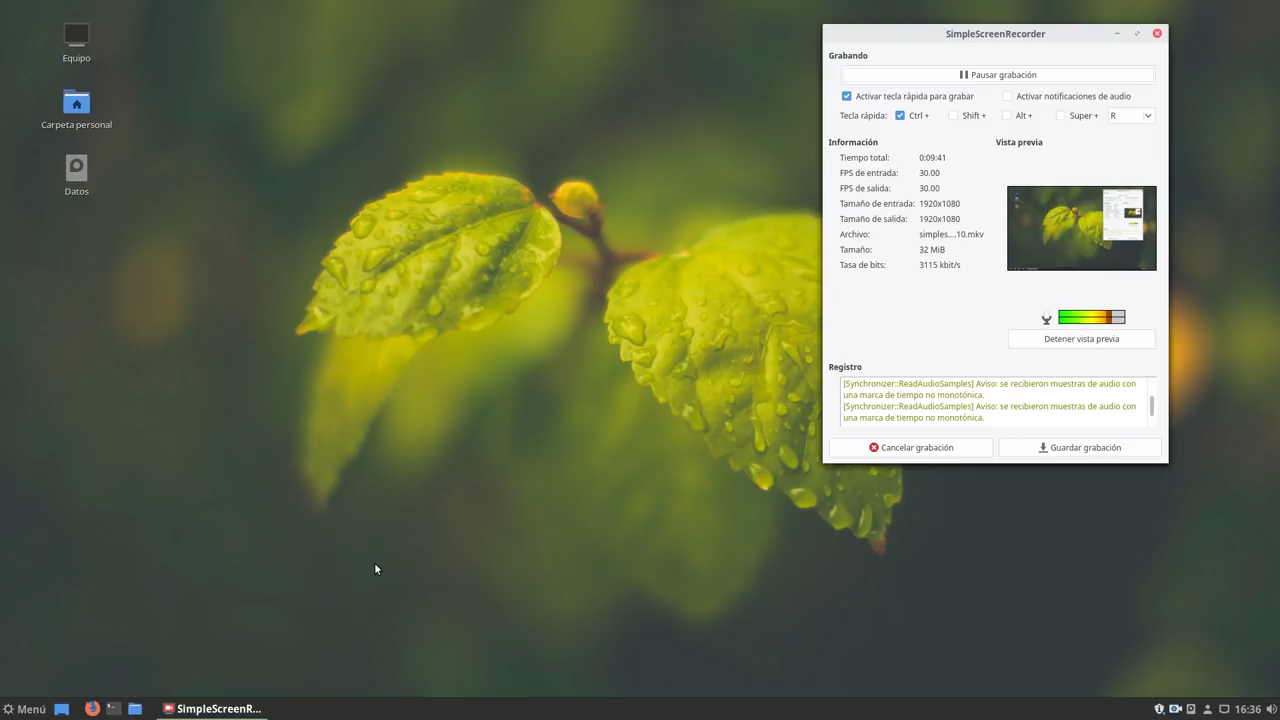 Equipo
Carpeta personal
Datos
SimpleScreenRecorder
Grabando
Pausar grabación
Activar tecla rápida para grabar
Activar notificaciones de audio
Tecla rápida:
Ctrl +
Shift +
Alt +
Super +
R
Información
Vista previa
Tiempo total: 0:09:41
FPS de entrada: 30.00
FPS de salida: 30.00
Tamaño de entrada: 1920x1080
Tamaño de salida: 1920x1080
Archivo: simples....10.mkv
Tamaño: 32 MiB
Tasa de bits: 3115 kbit/s
Detener vista previa
Registro
[Synchronizer::ReadAudioSamples] Aviso: se recibieron muestras de audio con
una marca de tiempo no monotónica.
[Synchronizer::ReadAudioSamples] Aviso: se recibieron muestras de audio con
una marca de tiempo no monotónica.
Cancelar grabación
Guardar grabación
Menú
SimpleScreenR...
16:36